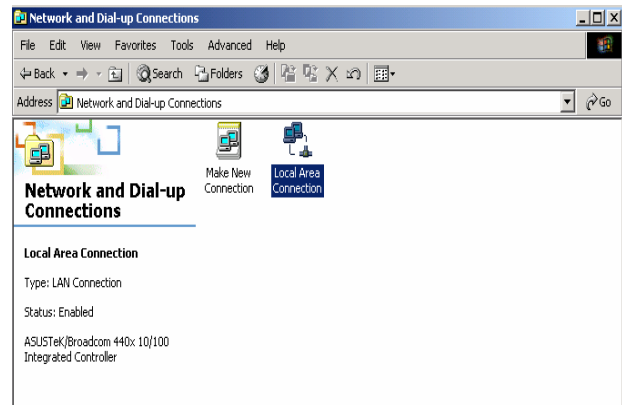 Network and Dial-up Connections
File Edit View Favorites Tools Advanced Help
Back Search Folders
Address Network and Dial-up Connections Go
Make New
Connection
Local Area
Connection
Network and Dial-up
Connections
Local Area Connection
Type: LAN Connection
Status: Enabled
ASUSTeK/Broadcom 440x 10/100
Integrated Controller